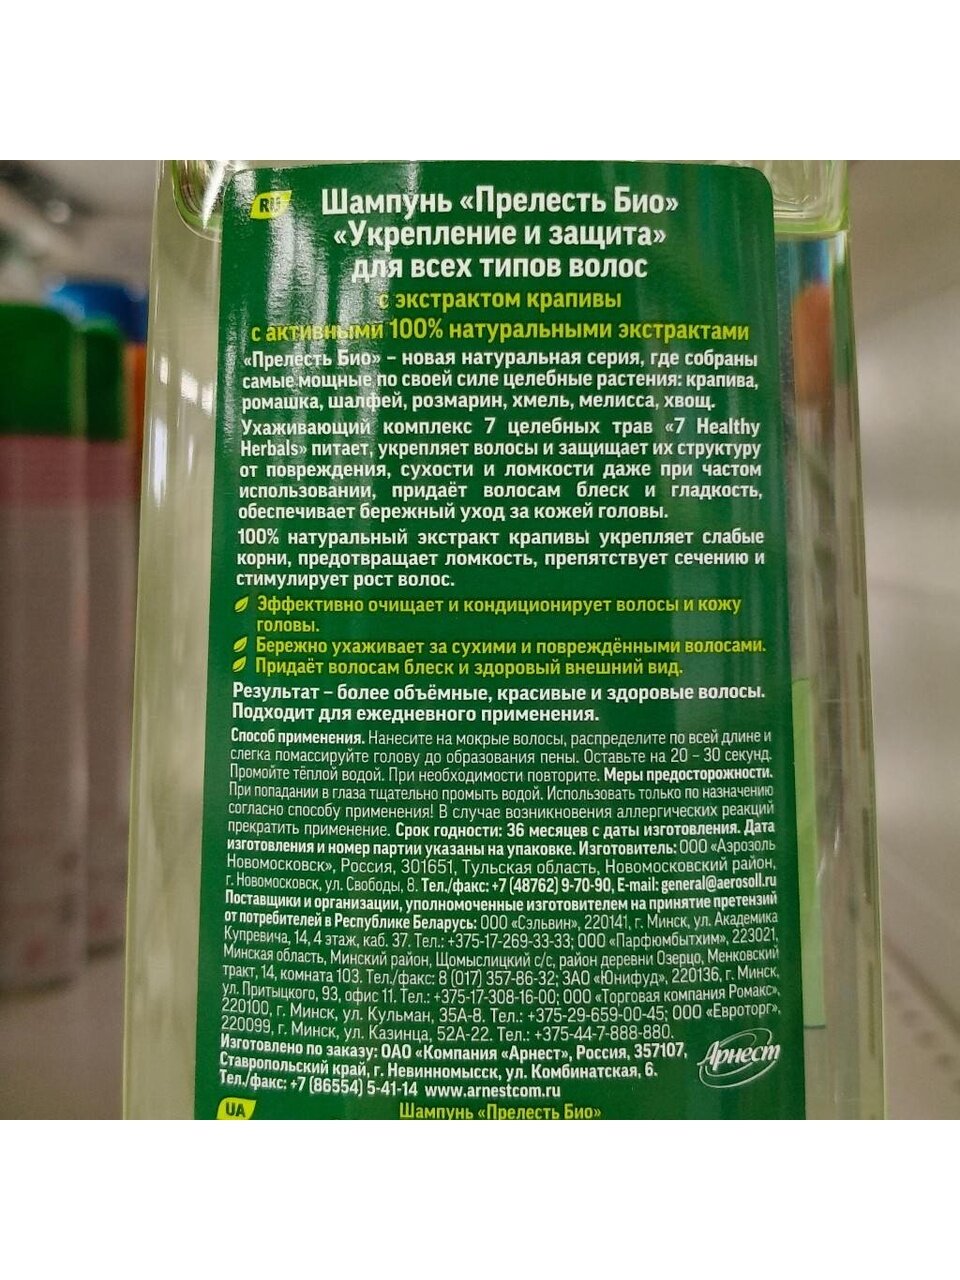 RU
Шампунь «Прелесть Био»
«Укрепление и защита»
для всех типов волос
с экстрактом крапивы
с активными 100% натуральными экстрактами
«Прелесть Био» – новая натуральная серия, где собраны
самые мощные по своей силе целебные растения: крапива,
ромашка, шалфей, розмарин, хмель, мелисса, хвощ.
Ухаживающий комплекс 7 целебных трав «7 Healthy
Herbals» питает, укрепляет волосы и защищает их структуру
от повреждения, сухости и ломкости даже при частом
использовании, придаёт волосам блеск и гладкость,
обеспечивает бережный уход за кожей головы.
100% натуральный экстракт крапивы укрепляет слабые
корни, предотвращает ломкость, препятствует сечению и
стимулирует рост волос.
Эффективно очищает и кондиционирует волосы и кожу
головы.
Бережно ухаживает за сухими и повреждёнными волосами.
Придаёт волосам блеск и здоровый внешний вид.
Результат – более объёмные, красивые и здоровые волосы.
Подходит для ежедневного применения.
Способ применения. Нанесите на мокрые волосы, распределите по всей длине и
слегка помассируйте голову до образования пены. Оставьте на 20 – 30 секунд.
Промойте тёплой водой. При необходимости повторите. Меры предосторожности.
При попадании в глаза тщательно промыть водой. Использовать только по назначению
согласно способу применения! В случае возникновения аллергических реакций
прекратить применение. Срок годности: 36 месяцев с даты изготовления. Дата
изготовления и номер партии указаны на упаковке. Изготовитель: ООО «Аэрозоль
Новомосковск», Россия, 301651, Тульская область, Новомосковский район,
г. Новомосковск, ул. Свободы, 8. Тел./факс: +7 (48762) 9-70-90, E-mail: general@aerosoll.ru
Поставщики и организации, уполномоченные изготовителем на принятие претензий
от потребителей в Республике Беларусь: ООО «Сэльвин», 220141, г. Минск, ул. Академика
Купревича, 14, 4 этаж, каб. 37. Тел.: +375-17-269-33-33; ООО «Парфюмбытхим», 223021,
Минская область, Минский район, Щомыслицкий с/с, район деревни Озерцо, Менковский
тракт, 14, комната 103. Тел./факс: 8 (017) 357-86-32; ЗАО «Юнифуд», 220136, г. Минск,
ул. Притыцкого, 93, офис 11. Тел.: +375-17-308-16-00; ООО «Торговая компания Ромакс»,
220100, г. Минск, ул. Кульман, 35А-8. Тел.: +375-29-659-00-45; ООО «Евроторг»,
220099, г. Минск, ул. Казинца, 52А-22. Тел.: +375-44-7-888-880.
Изготовлено по заказу: ОАО «Компания «Арнест», Россия, 357107,
Ставропольский край, г. Невинномысск, ул. Комбинатская, 6.
Тел./факс: +7 (86554) 5-41-14 www.arnestcom.ru
Арнест
UA
Шампунь «Прелесть Био»